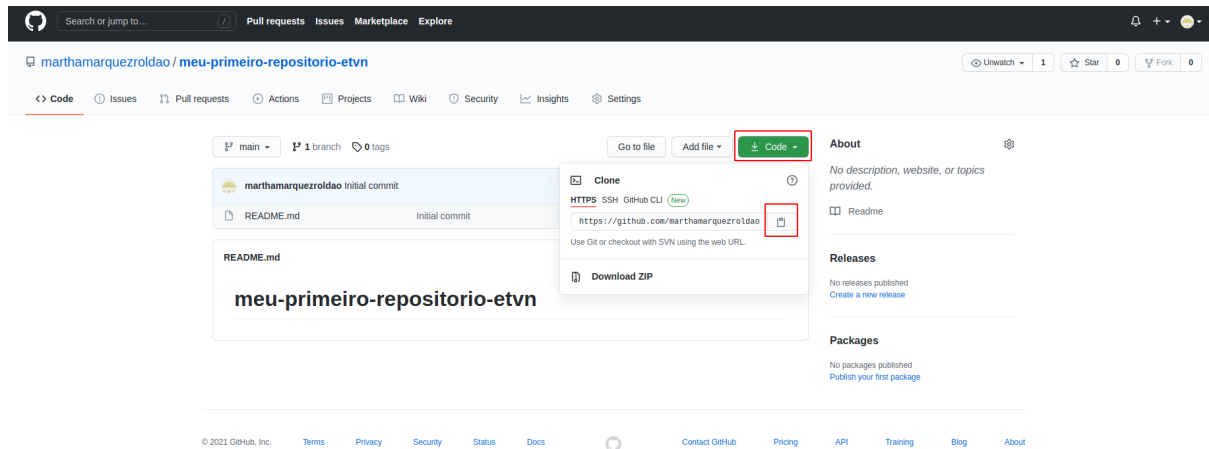 Search or jump to… / Pull requests Issues Marketplace Explore
marthamarquezroldao / meu-primeiro-repositorio-etvn Unwatch 1 Star 0 Fork 0
<> Code Issues Pull requests Actions Projects Wiki Security Insights Settings
main 1 branch 0 tags Go to file Add file Code
marthamarquezroldao Initial commit
README.md Initial commit
Clone
HTTPS SSH GitHub CLI New
https://github.com/marthamarquezroldao
Use Git or checkout with SVN using the web URL.
Download ZIP
README.md
meu-primeiro-repositorio-etvn
About
No description, website, or topics
provided.
Readme
Releases
No releases published
Create a new release
Packages
No packages published
Publish your first package
© 2021 GitHub, Inc. Terms Privacy Security Status Docs Contact GitHub Pricing API Training Blog About